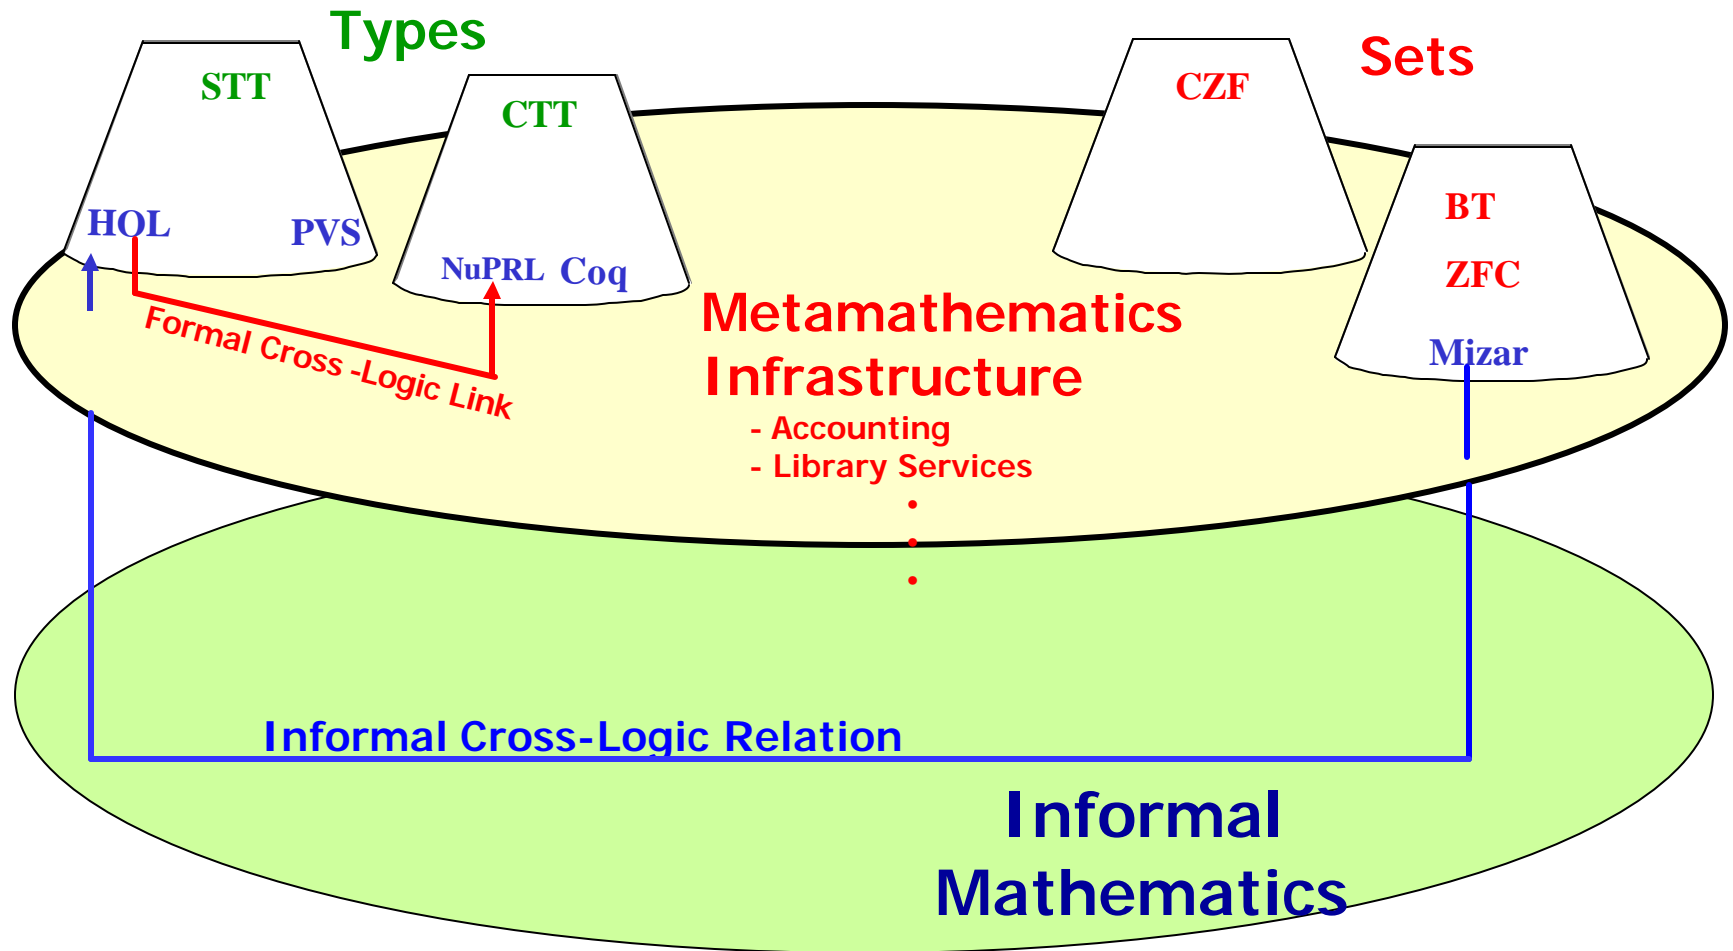 Types
Sets
STT
CTT
CZF
HOL
PVS
NuPRL Coq
BT
ZFC
Mizar
Formal Cross -Logic Link
Metamathematics
Infrastructure
- Accounting
- Library Services
Informal Cross-Logic Relation
Informal
Mathematics